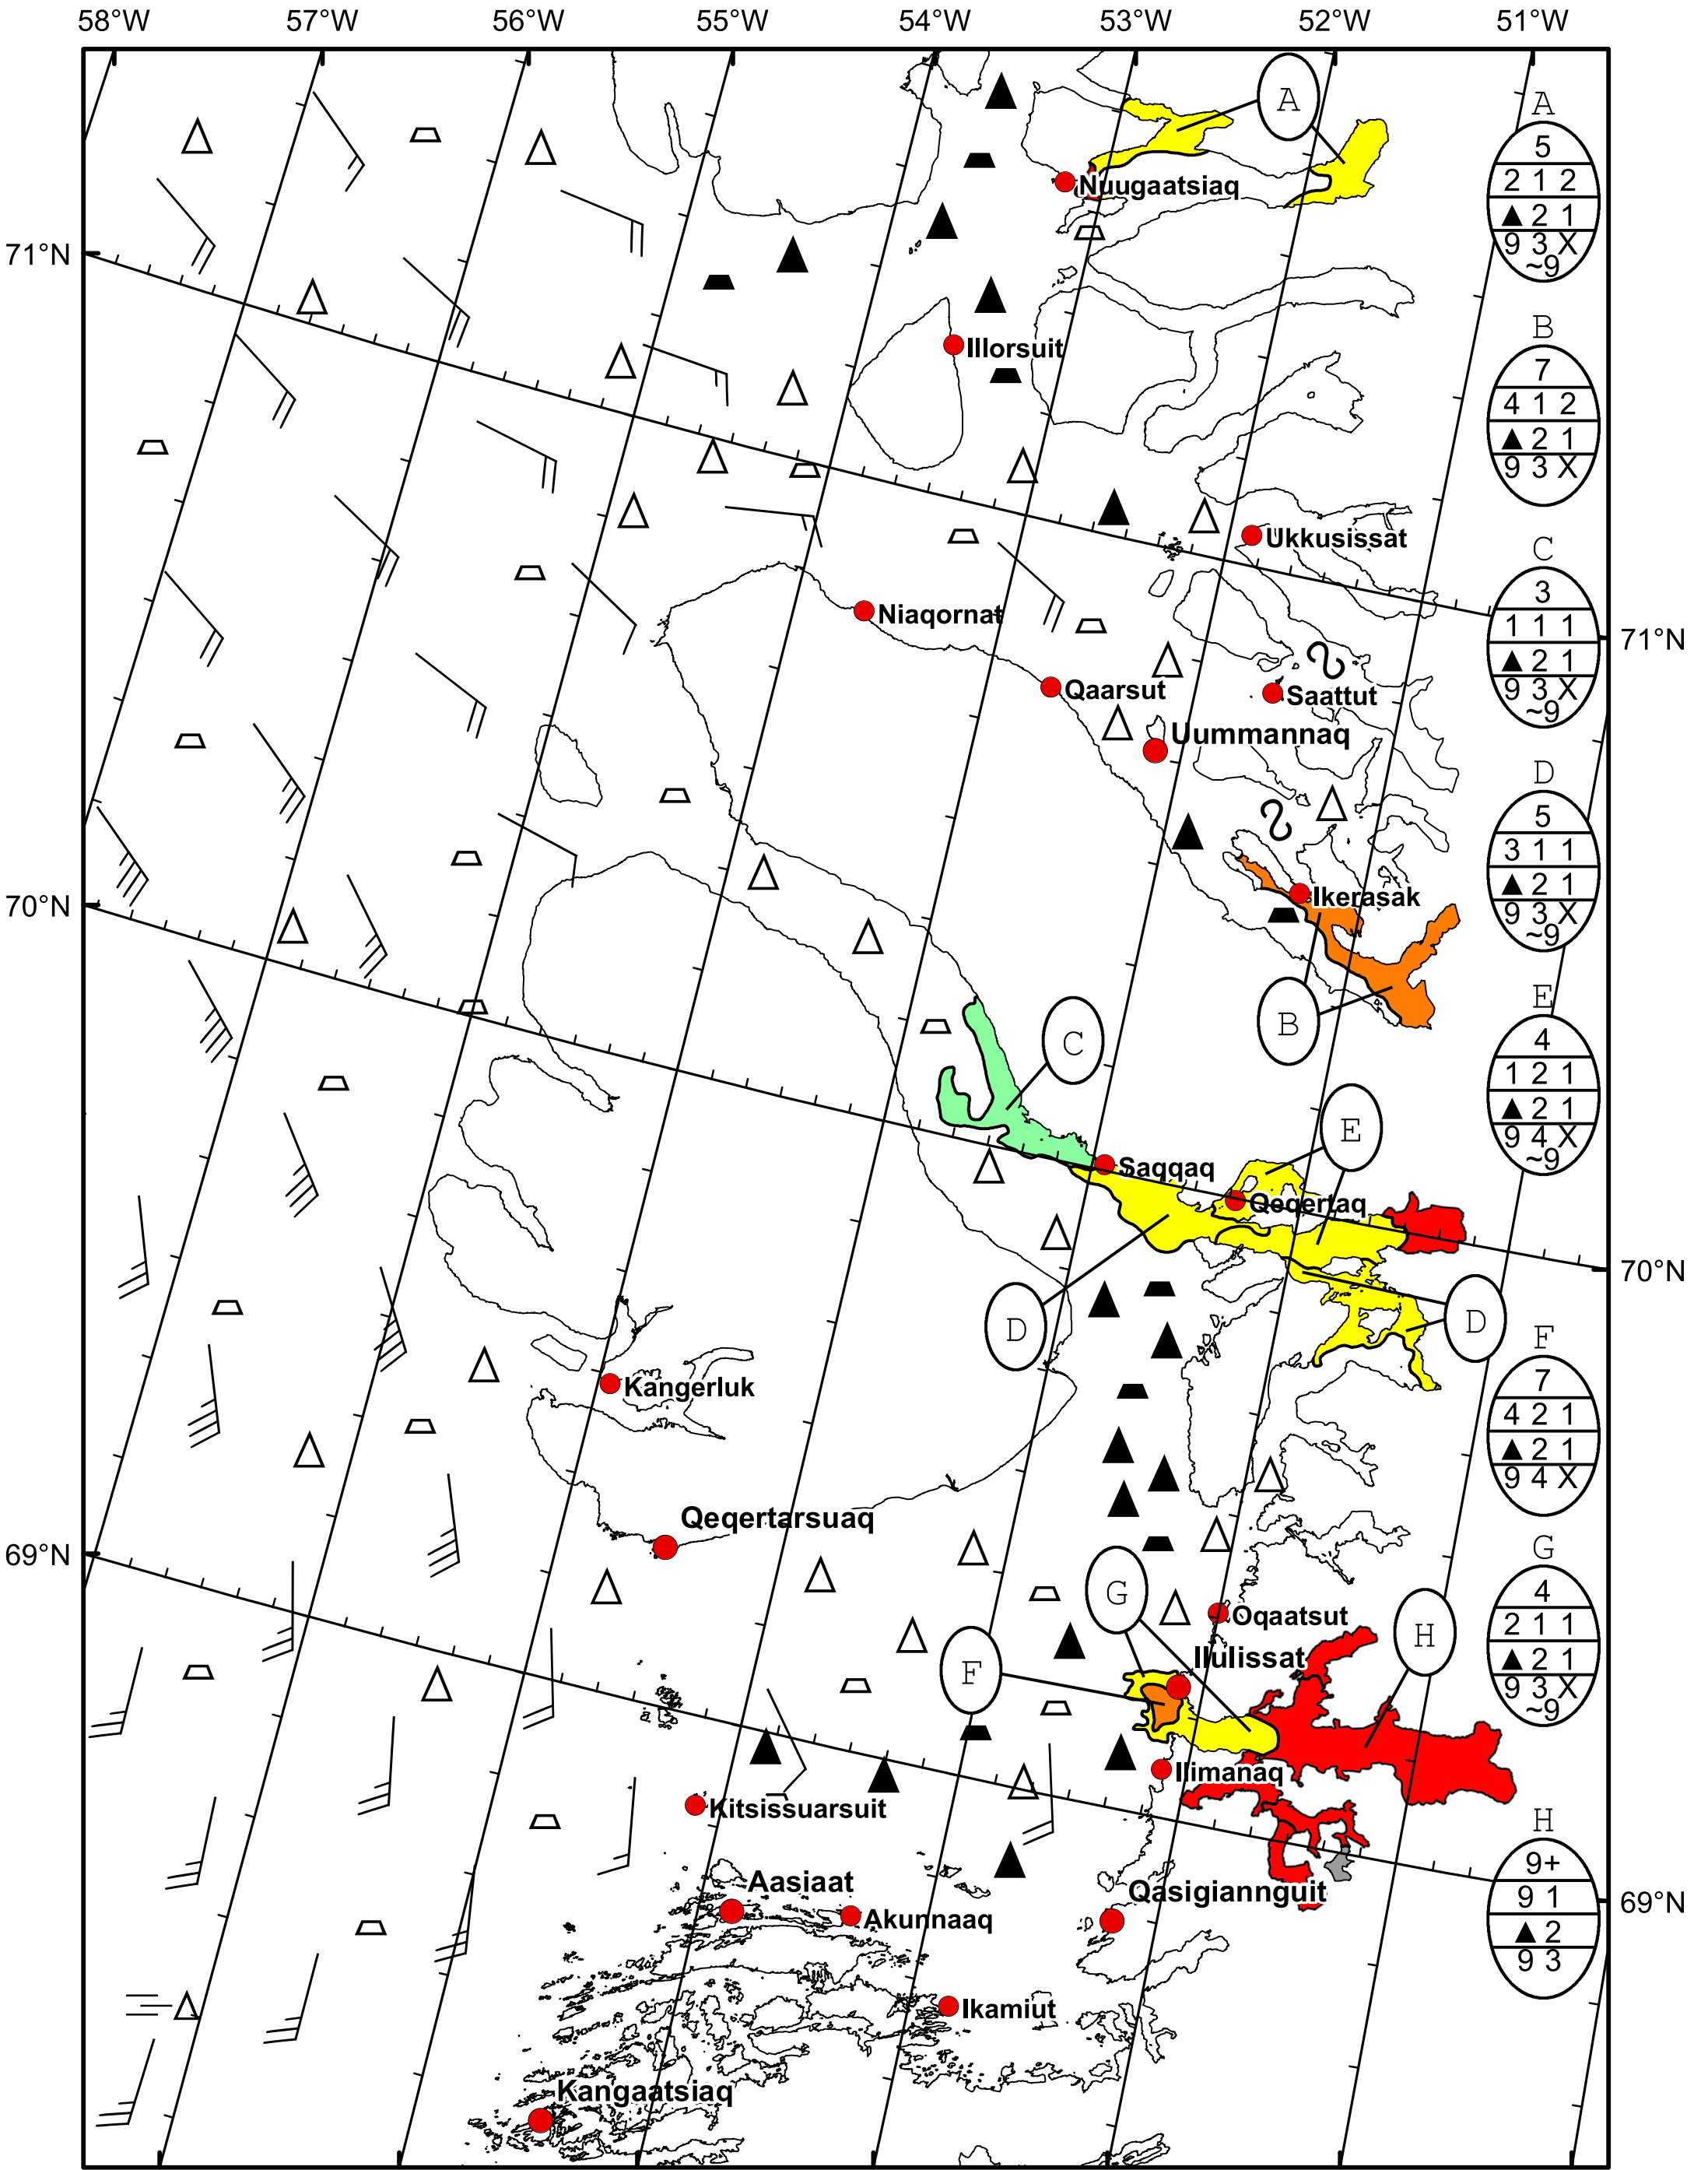 58°W 57°W 56°W 55°W 54°W 53°W 52°W 51°W
A
A
5
2 1 2
▲ 2 1
9 3 X
~9
Nuugaatsiaq
71°N
B
7
4 1 2
▲ 2 1
9 3 X
Illorsuit
Ukkusissat
C
3
1 1 1
▲ 2 1
9 3 X
~9
Niaqornat
71°N
Qaarsut
Saattut
Uummannaq
D
5
3 1 1
▲ 2 1
9 3 X
~9
Ikerasak
70°N
B
C
E
4
1 2 1
▲ 2 1
9 4 X
~9
E
Saqqaq
Qeqertaq
70°N
D
D
F
7
4 2 1
▲ 2 1
9 4 X
Kangerluk
Qeqertarsuaq
69°N
G
4
2 1 1
▲ 2 1
9 3 X
~9
G
Oqaatsut
H
Ilulissat
F
Ilimanaq
Kitsissuarsuit
H
9+
9 1
▲ 2
9 3
Aasiaat
Qasigiannguit
69°N
Akunnaaq
Ikamiut
Kangaatsiaq